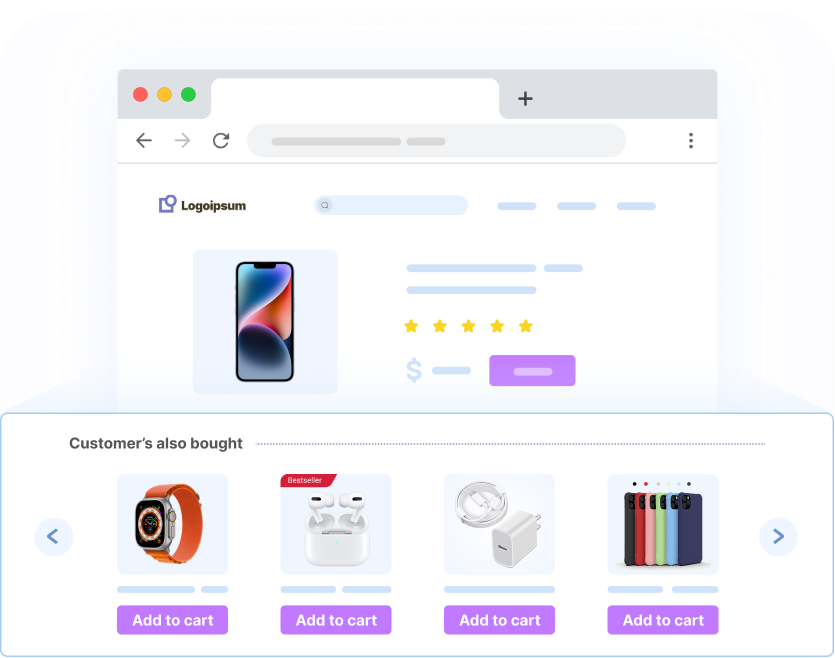 Logoipsum
$
Customer's also bought
Bestseller
Add to cart
Add to cart
Add to cart
Add to cart